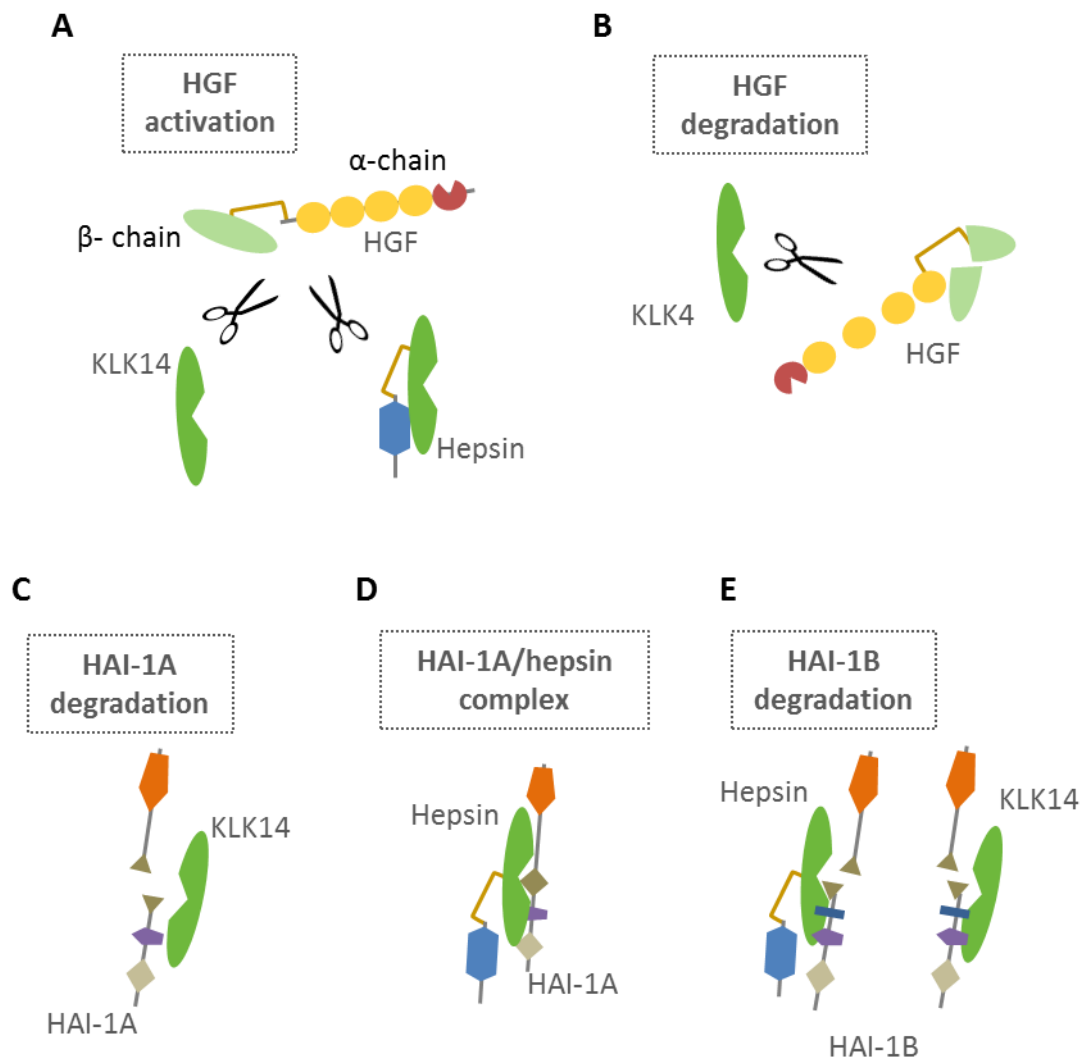 A
HGF
activation
α-chain
β- chain
HGF
KLK14
Hepsin
B
HGF
degradation
KLK4
HGF
C
HAI-1A
degradation
KLK14
HAI-1A
D
HAI-1A/hepsin
complex
Hepsin
HAI-1A
E
HAI-1B
degradation
Hepsin
KLK14
HAI-1B